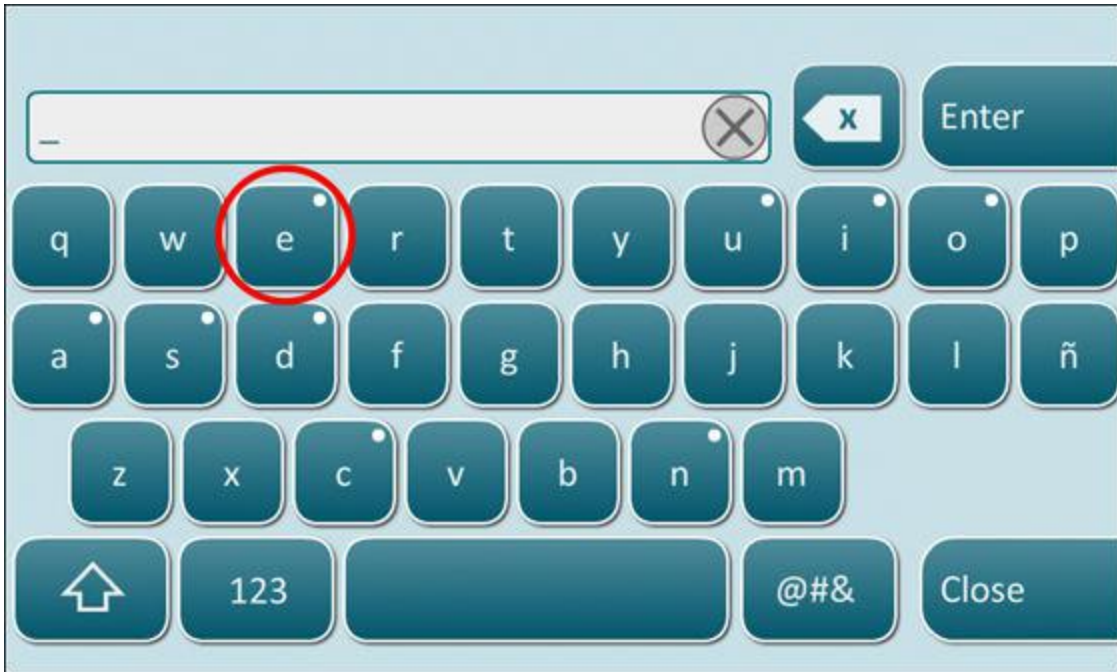 _
x Enter
q w e r t y u i o p
a s d f g h j k l ñ
z x c v b n m
123 @#& Close